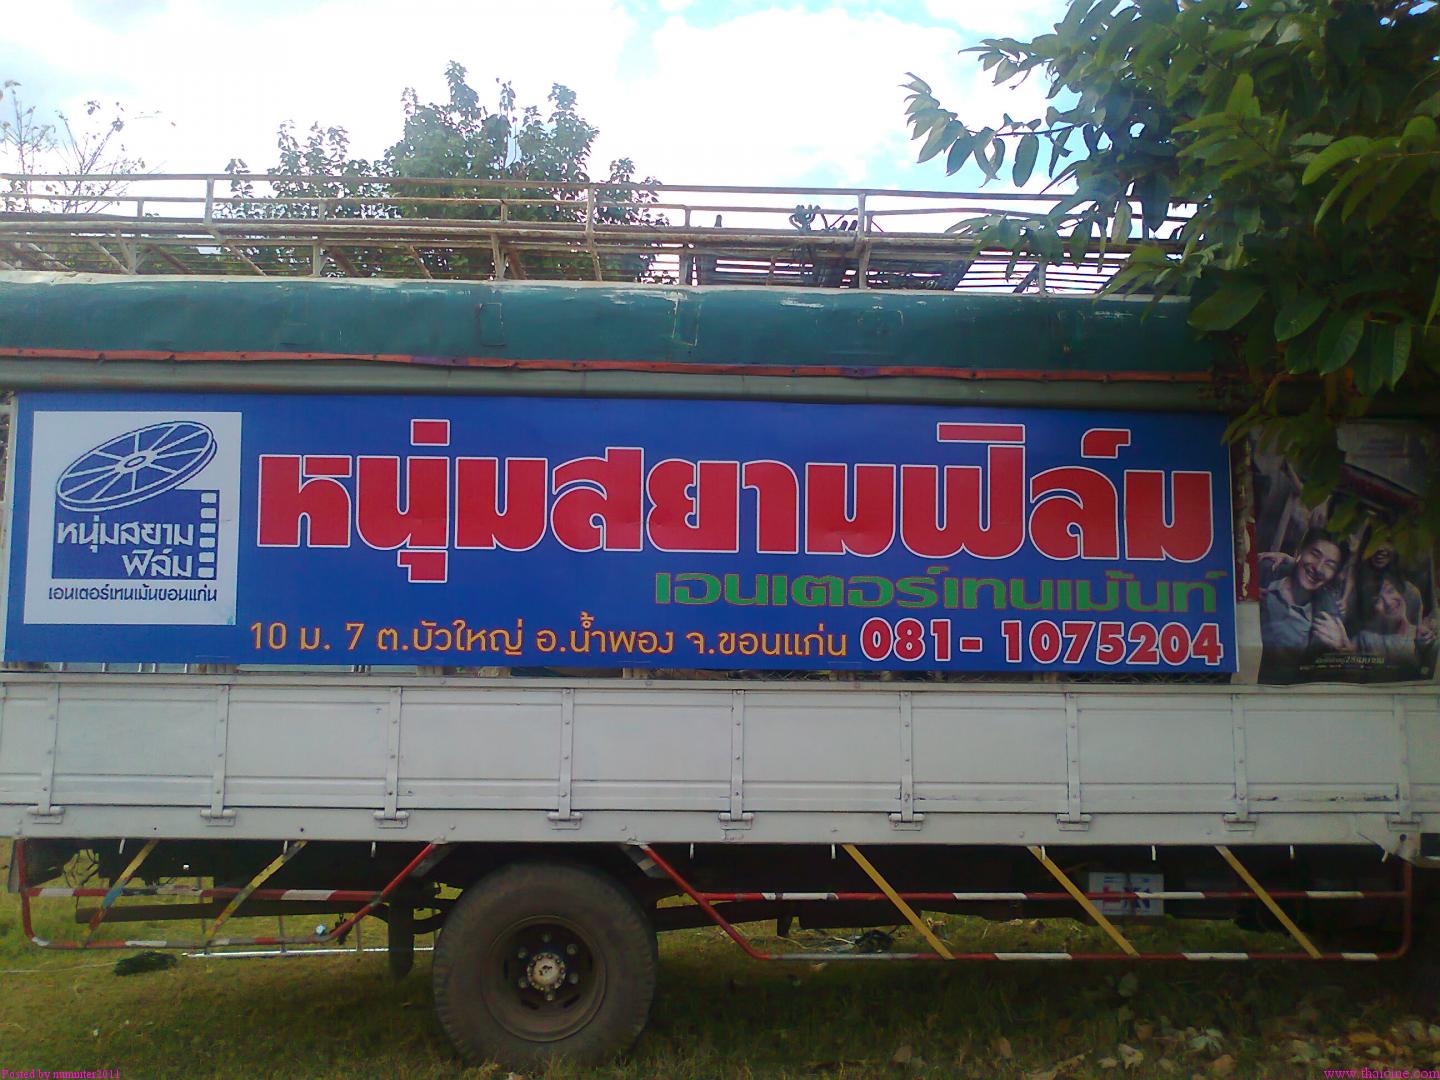 หนุ่มสยาม
ฟิล์ม
เอนเตอร์เทนเม้นขอนแก่น
หนุ่มสยามฟิล์ม
เอนเตอร์เทนเม้นท์
10 ม. 7 ต.บัวใหญ่ อ.น้ำพอง จ.ขอนแก่น 081-1075204
Posted by nummter2011
www.thaicine.com